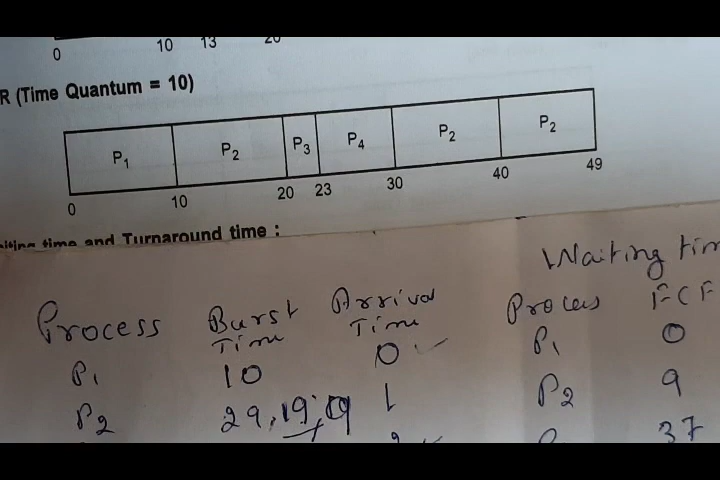 0 10 13 20
R (Time Quantum = 10)
P1 P2 P3 P4 P2 P2
0 10 20 23 30 40 49
iting time and Turnaround time :
Waiting tim
Process Burst Time Arrival Time Process FCF
P1 10 0 P1 0
P2 29, 19, 09 1 P2 9
37